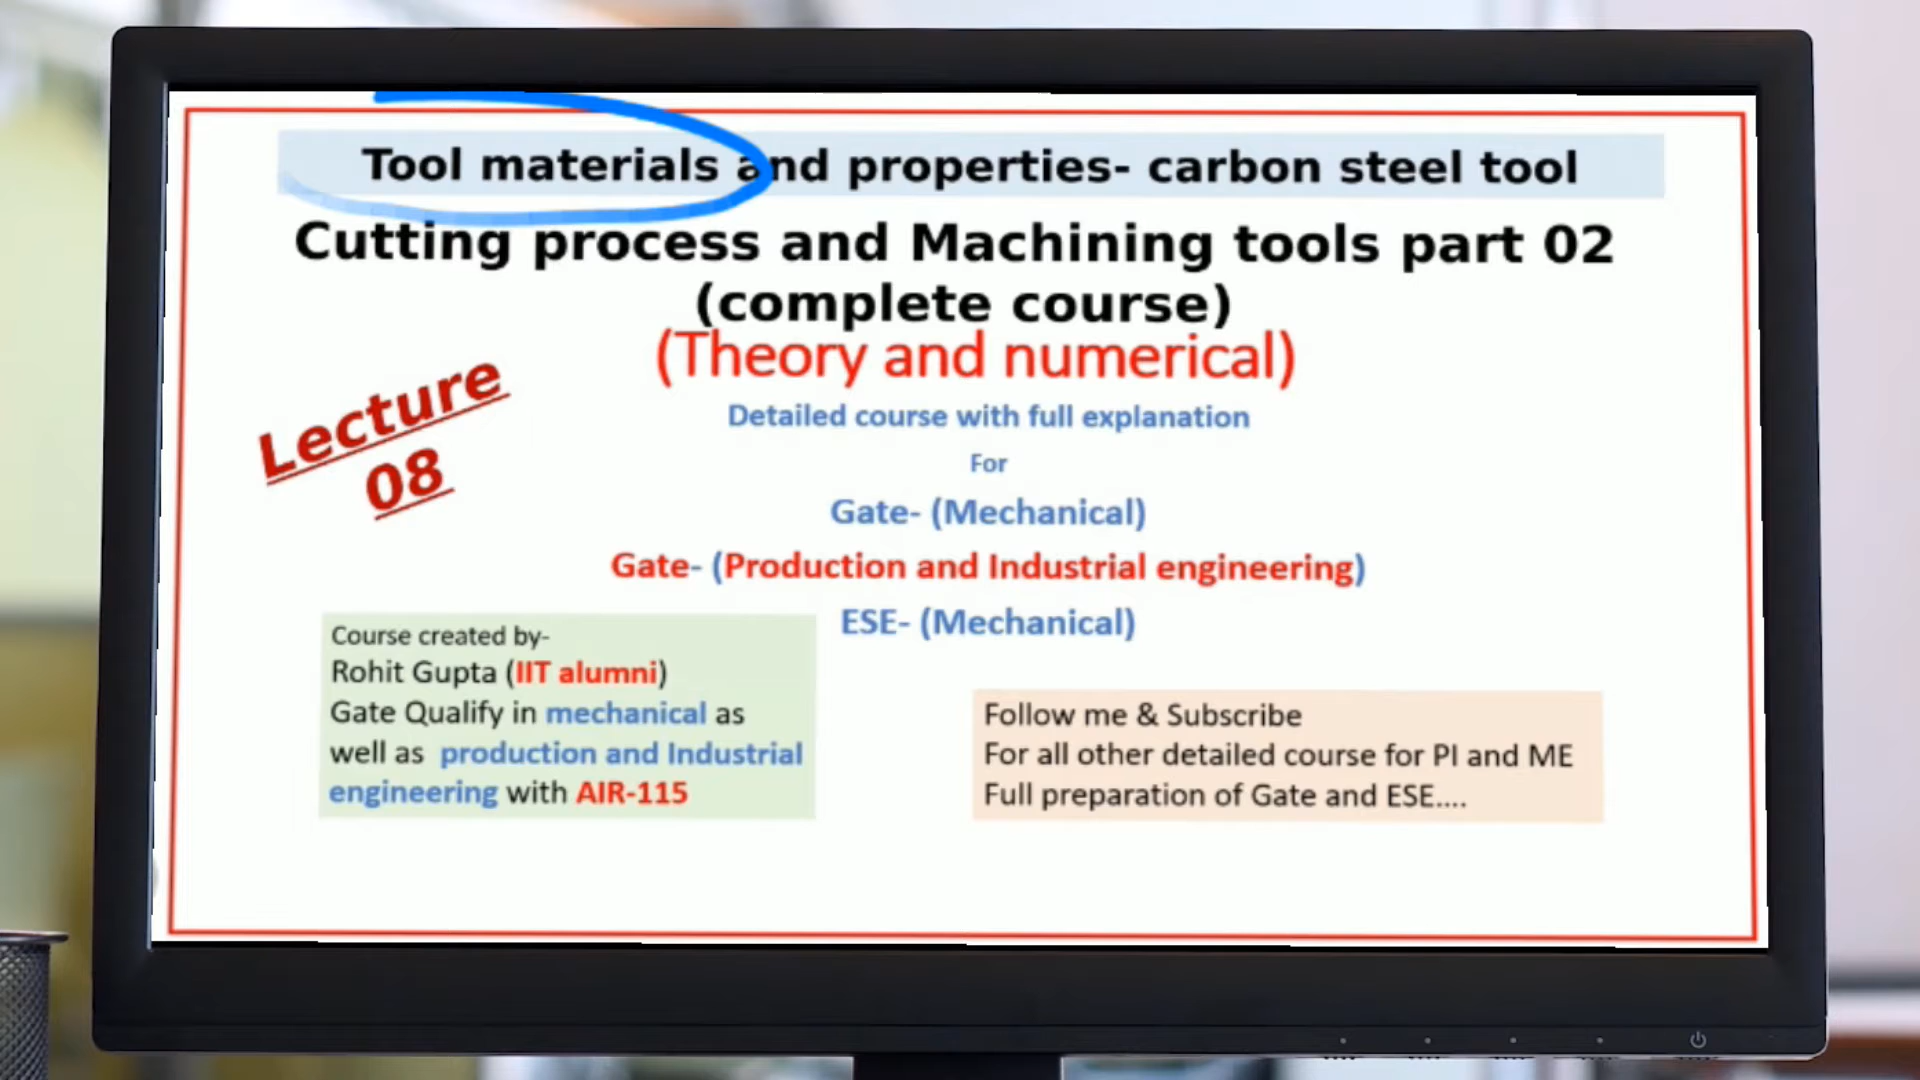 Tool materials and properties- carbon steel tool
Cutting process and Machining tools part 02
(complete course)
(Theory and numerical)
Lecture
08
Detailed course with full explanation
For
Gate- (Mechanical)
Gate- (Production and Industrial engineering)
ESE- (Mechanical)
Course created by-
Rohit Gupta (IIT alumni)
Gate Qualify in mechanical as
well as production and Industrial
engineering with AIR-115
Follow me & Subscribe
For all other detailed course for PI and ME
Full preparation of Gate and ESE....